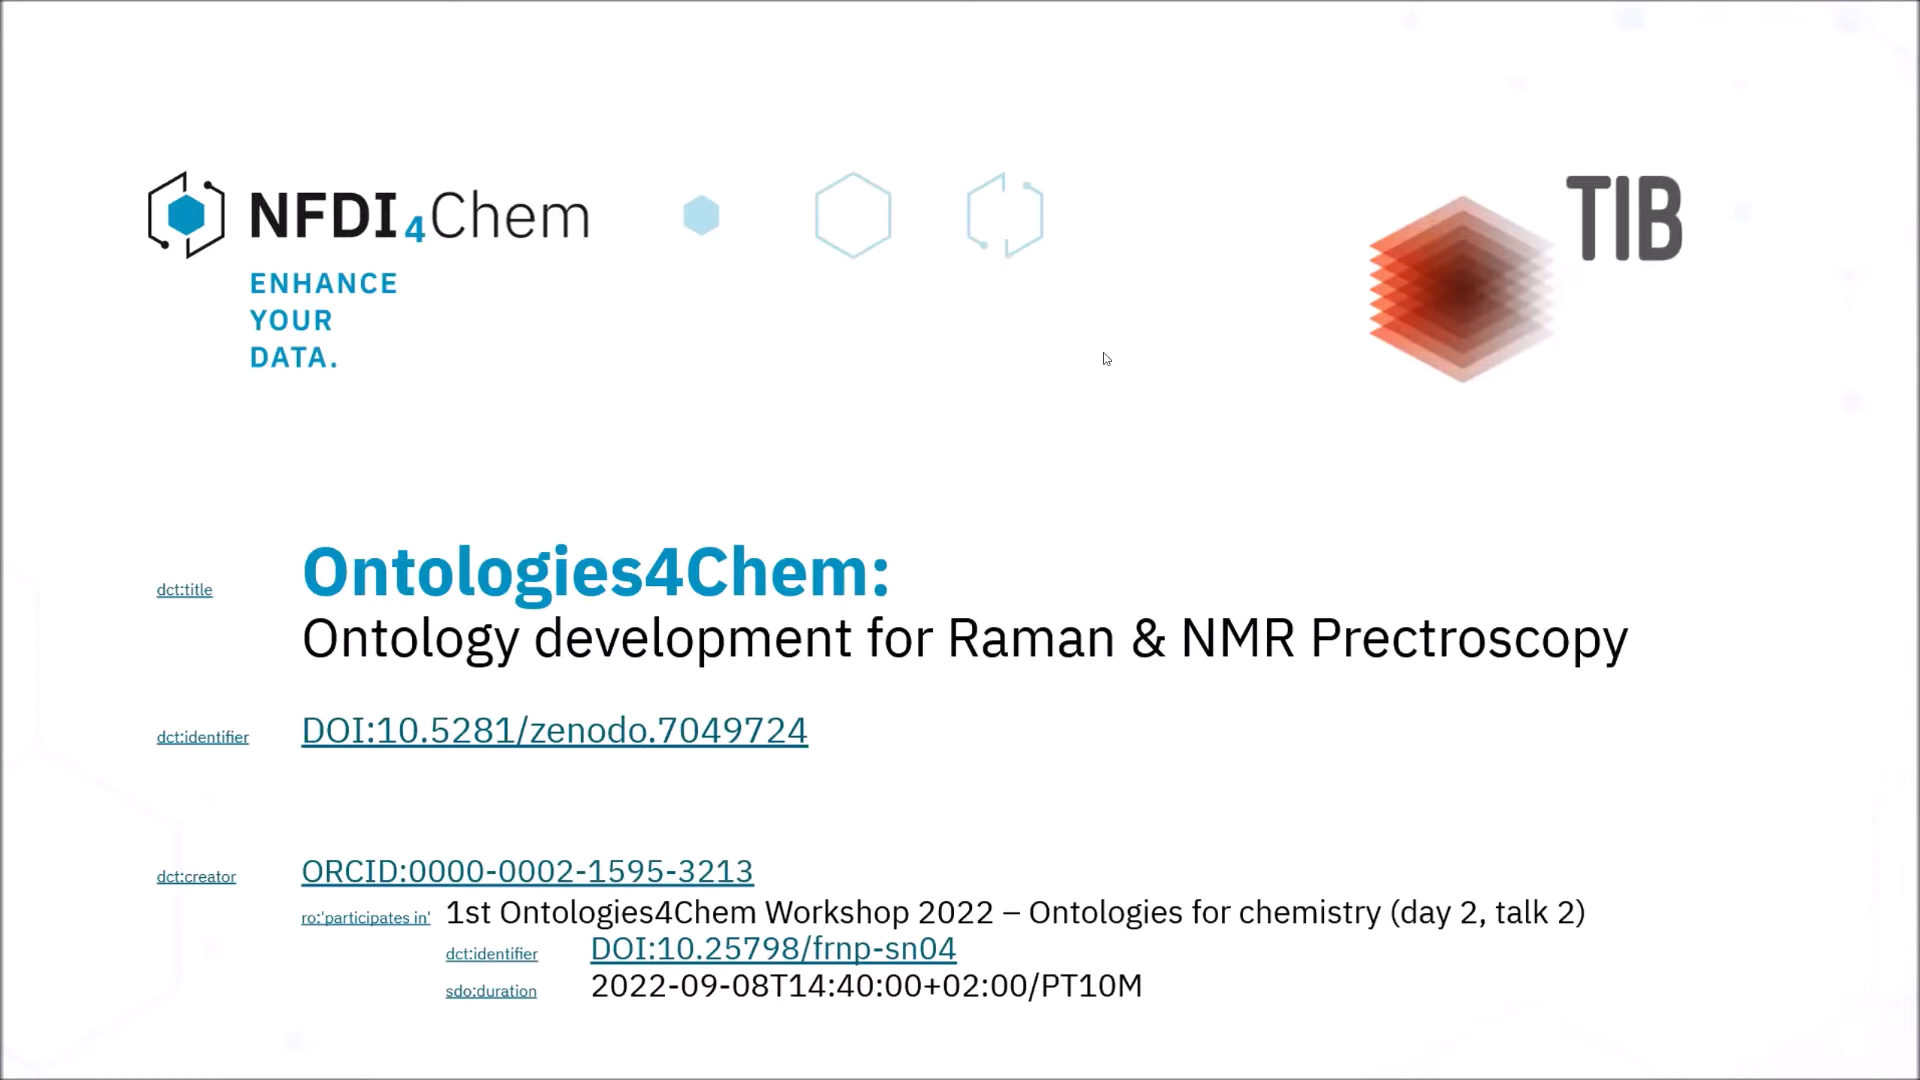 NFDI4Chem
ENHANCE
YOUR
DATA.
TIB
dct:title
Ontologies4Chem:
Ontology development for Raman & NMR Prectroscopy
dct:identifier DOI:10.5281/zenodo.7049724
dct:creator ORCID:0000-0002-1595-3213
ro:'participates in' 1st Ontologies4Chem Workshop 2022 – Ontologies for chemistry (day 2, talk 2)
dct:identifier DOI:10.25798/frnp-sn04
sdo:duration 2022-09-08T14:40:00+02:00/PT10M